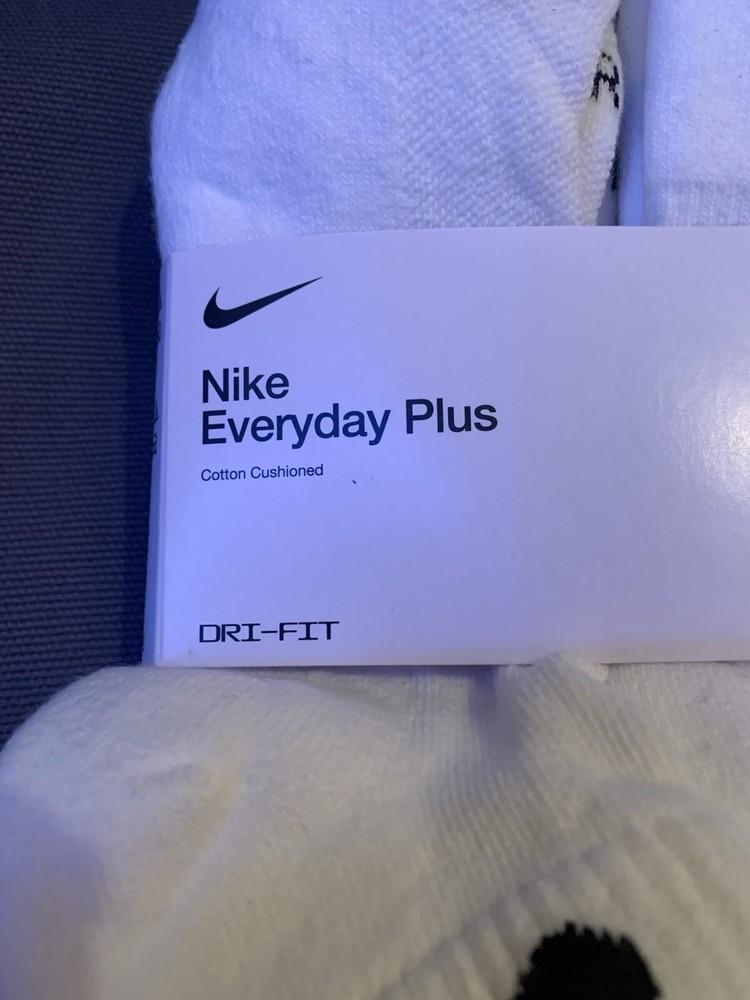 Nike
Everyday Plus
Cotton Cushioned
DRI-FIT